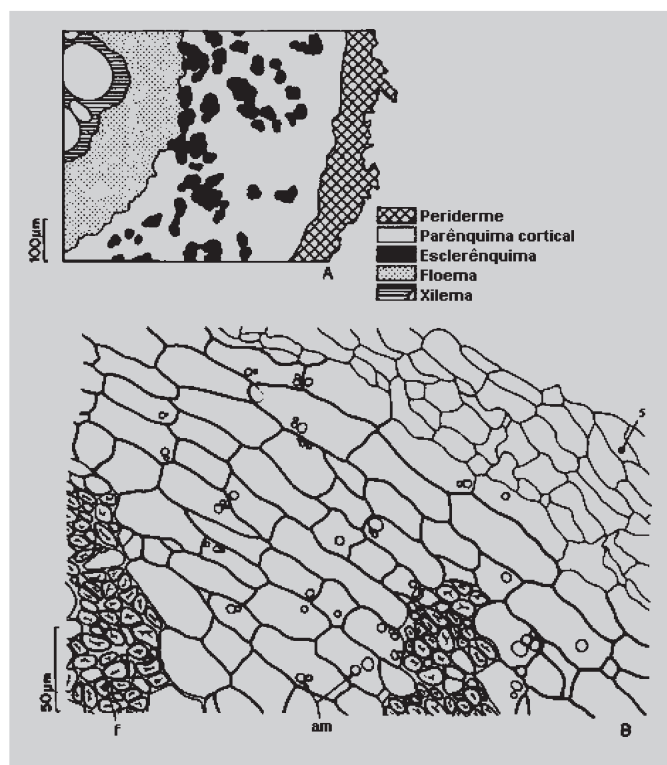 100µm
A
Periderme
Parênquima cortical
Esclerênquima
Floema
Xilema
s
50µm
f
am
B